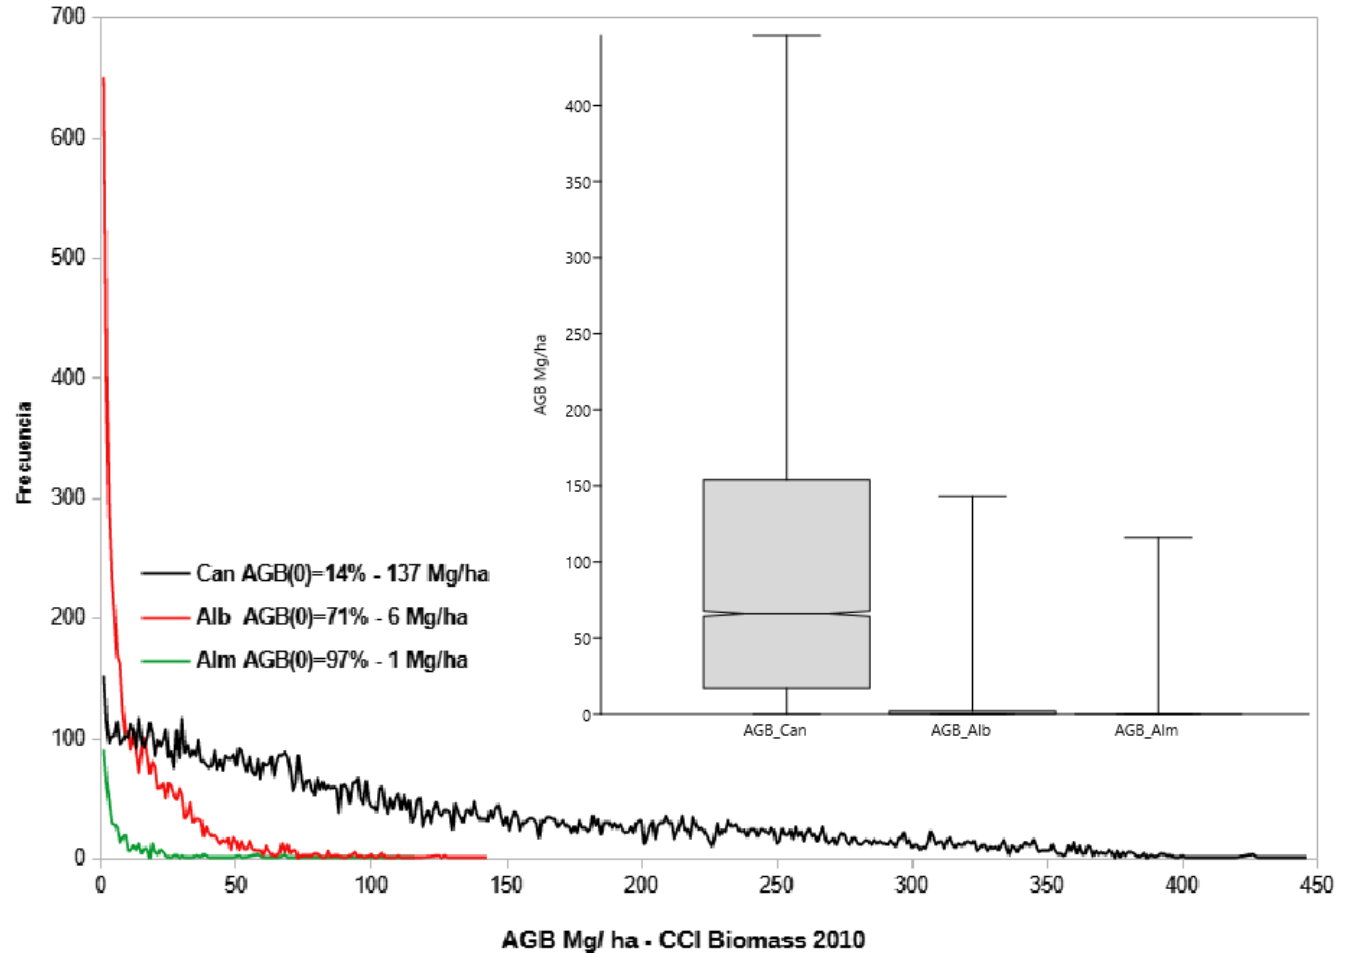 700
600
500
400
300
200
100
0
Frecuencia
Can AGB(0)=14% - 137 Mg/ha
Alb AGB(0)=71% - 6 Mg/ha
Alm AGB(0)=97% - 1 Mg/ha
400
350
300
250
200
150
100
50
0
AGB Mg/ha
AGB_Can AGB_Alb AGB_Alm
0 50 100 150 200 250 300 350 400 450
AGB Mg/ ha - CCI Biomass 2010